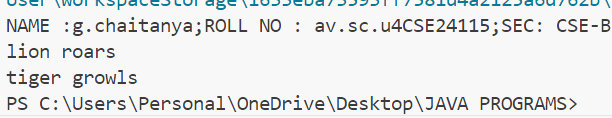 NAME :g.chaitanya;ROLL NO : av.sc.u4CSE24115;SEC: CSE-B
lion roars
tiger growls
PS C:\Users\Personal\OneDrive\Desktop\JAVA PROGRAMS>